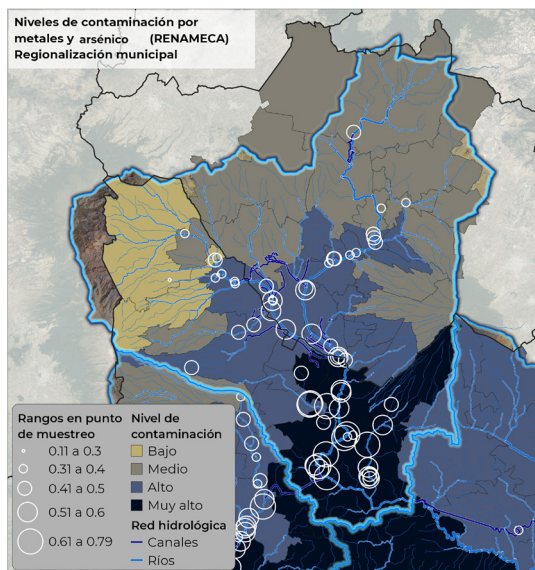 Niveles de contaminación por
metales y arsénico (RENAMECA)
Regionalización municipal
Rangos en punto
de muestreo
0.11 a 0.3
0.31 a 0.4
0.41 a 0.5
0.51 a 0.6
0.61 a 0.79
Nivel de
contaminación
Bajo
Medio
Alto
Muy alto
Red hidrológica
Canales
Ríos